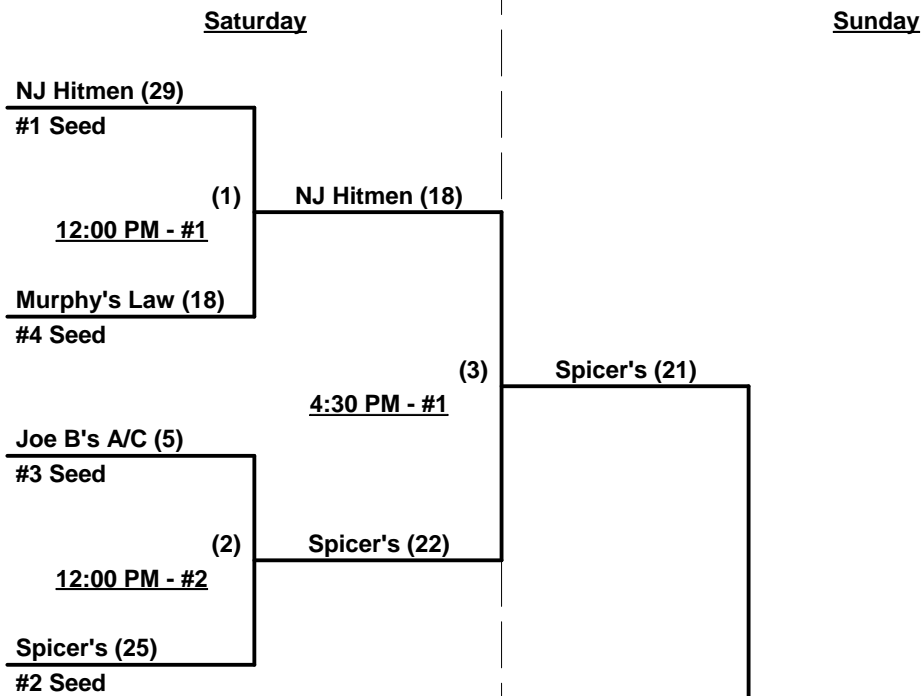 Saturday
Sunday
NJ Hitmen (29)
#1 Seed
(1)
NJ Hitmen (18)
12:00 PM - #1
Murphy's Law (18)
#4 Seed
(3)
Spicer's (21)
4:30 PM - #1
Joe B's A/C (5)
#3 Seed
(2)
Spicer's (22)
12:00 PM - #2
Spicer's (25)
#2 Seed